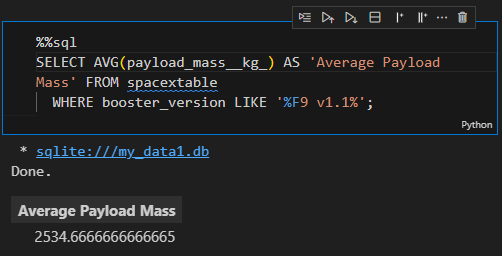 %%sql
SELECT AVG(payload_mass__kg_) AS 'Average Payload
Mass' FROM spacextable
WHERE booster_version LIKE '%F9 v1.1%';
Python
* sqlite:///my_data1.db
Done.
Average Payload Mass
2534.6666666666665